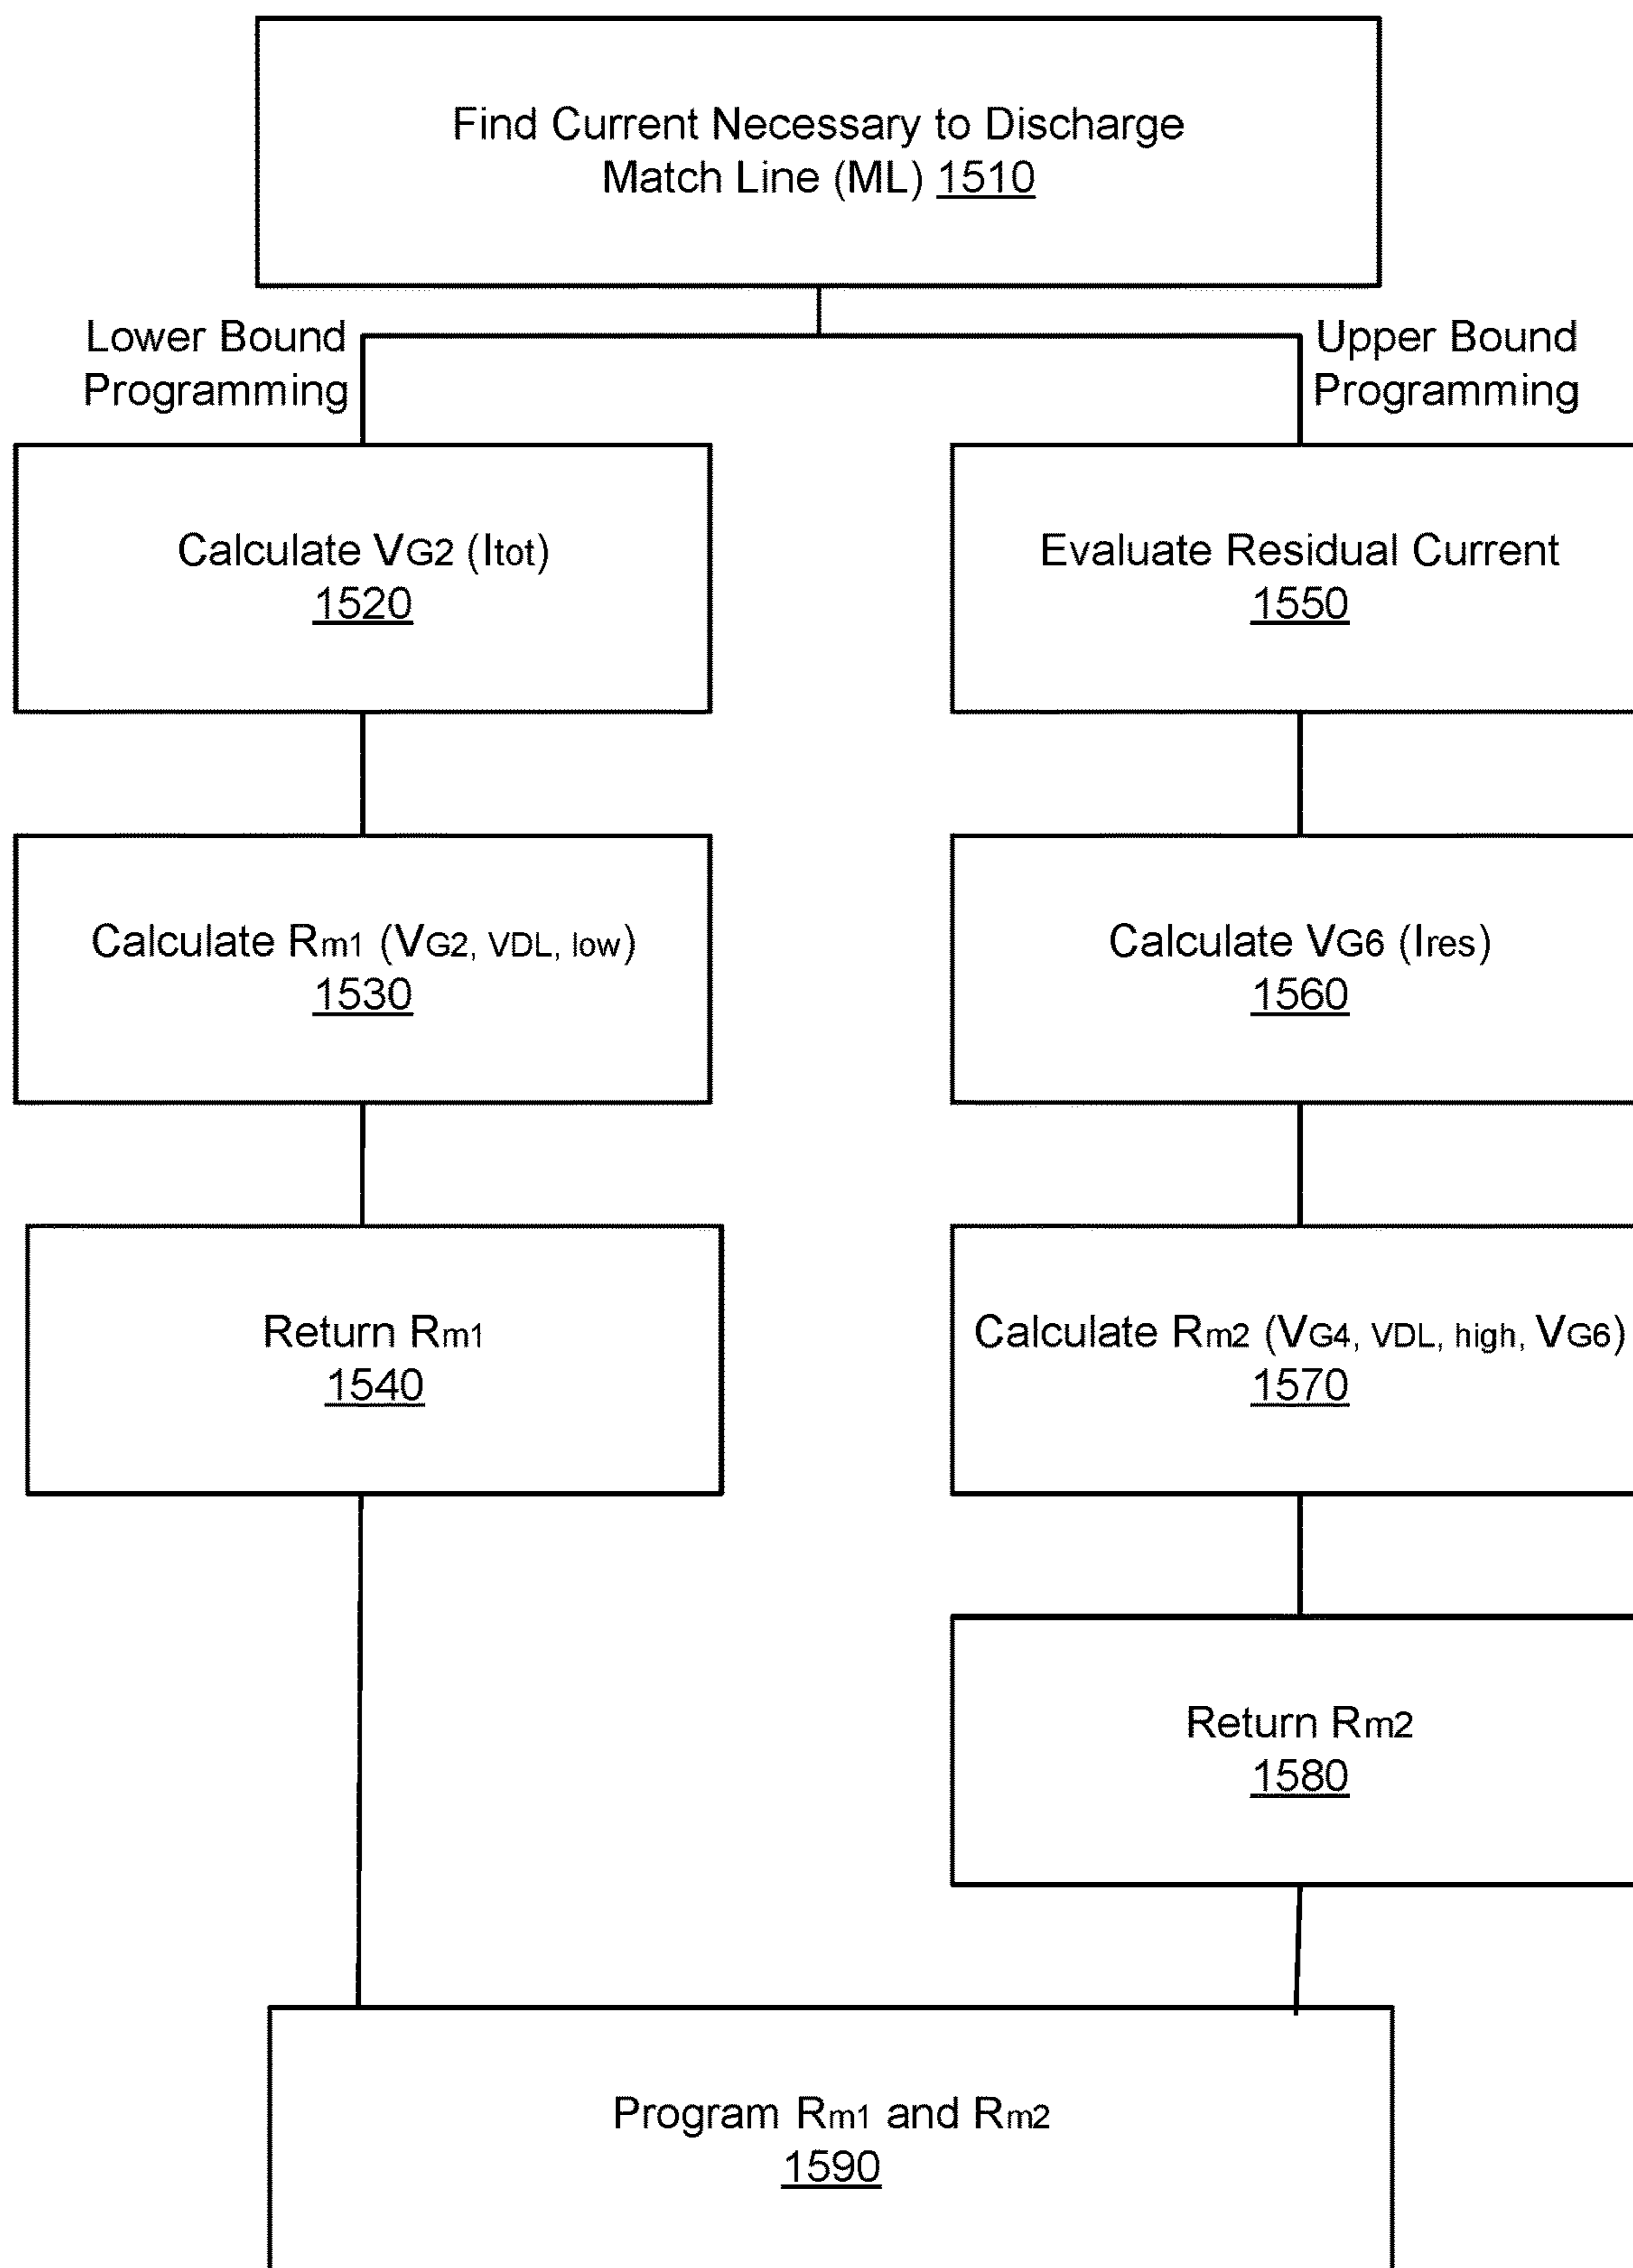 Find Current Necessary to Discharge
Match Line (ML) 1510
Lower Bound
Programming
Upper Bound
Programming
Calculate VG2 (Itot)
1520
Evaluate Residual Current
1550
Calculate Rm1 (VG2, VDL, low)
1530
Calculate VG6 (Ires)
1560
Return Rm1
1540
Calculate Rm2 (VG4, VDL, high, VG6)
1570
Return Rm2
1580
Program Rm1 and Rm2
1590